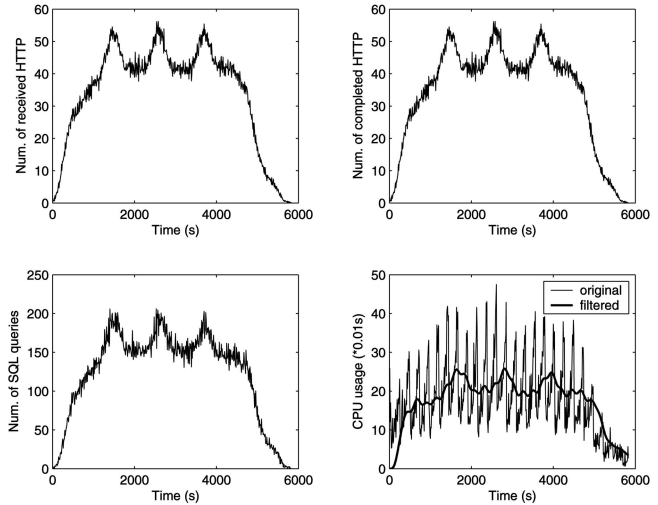 60
50
40
30
20
10
0
Num. of received HTTP
0 2000 4000 6000
Time (s)
60
50
40
30
20
10
0
Num. of completed HTTP
0 2000 4000 6000
Time (s)
250
200
150
100
50
0
Num. of SQL queries
0 2000 4000 6000
Time (s)
50
40
30
20
10
0
CPU usage (*0.01s)
original
filtered
0 2000 4000 6000
Time (s)